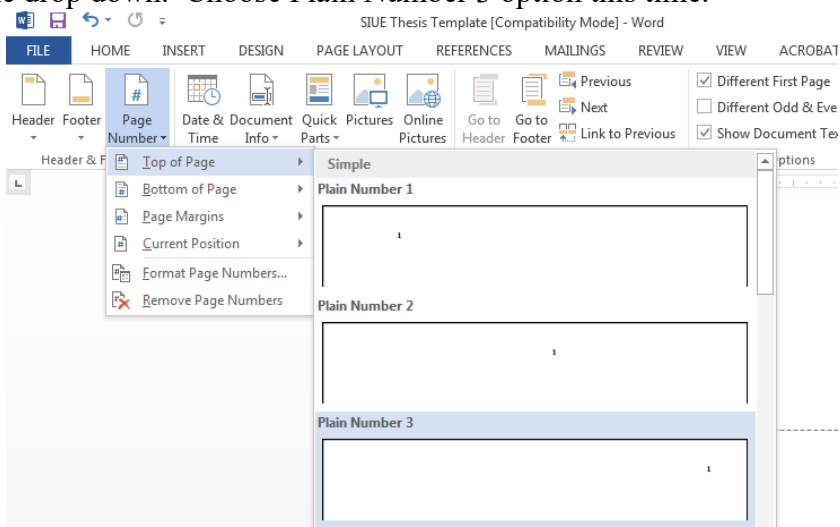 e drop down. Choose Plain Number 3 option this time.
SIUE Thesis Template [Compatibility Mode] - Word
FILE HOME INSERT DESIGN PAGE LAYOUT REFERENCES MAILINGS REVIEW VIEW ACROBAT
Header Footer Page Number Date & Time Document Info Quick Parts Pictures Online Pictures Go to Header Go to Footer
Previous
Next
Link to Previous
Different First Page
Different Odd & Eve
Show Document Tex
Header & F
ptions
Top of Page
Bottom of Page
Page Margins
Current Position
Format Page Numbers...
Remove Page Numbers
Simple
Plain Number 1
1
Plain Number 2
1
Plain Number 3
1